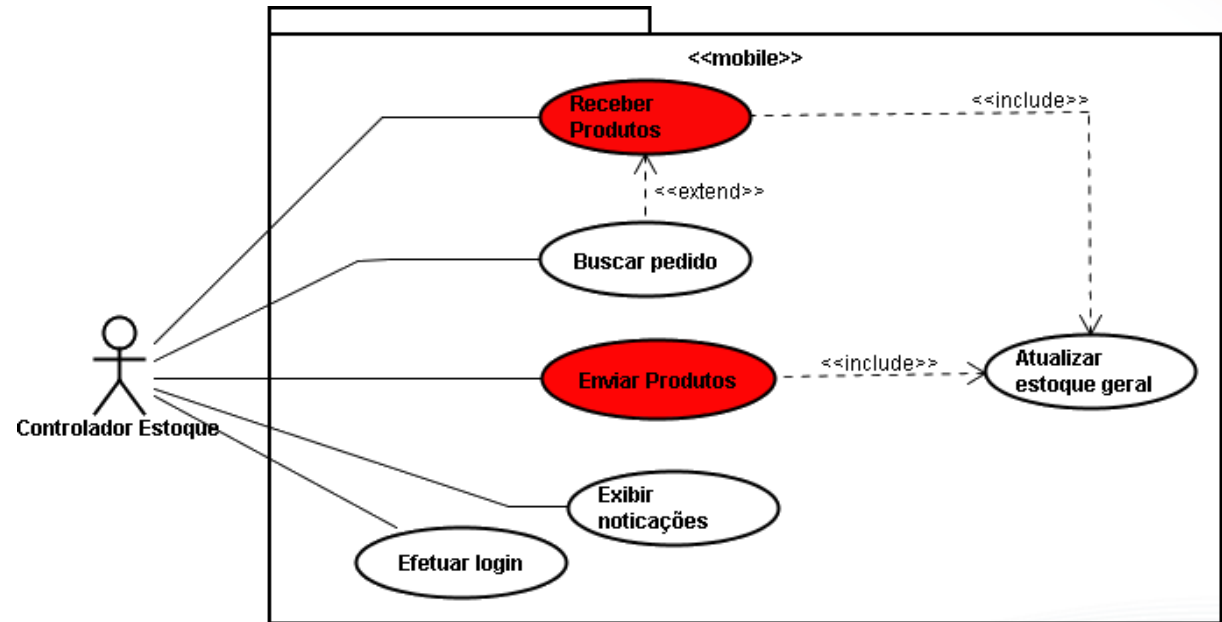 <<mobile>>
Receber
Produtos
<<include>>
<<extend>>
Buscar pedido
Enviar Produtos
<<include>>
Atualizar
estoque geral
Controlador Estoque
Exibir
noticações
Efetuar login